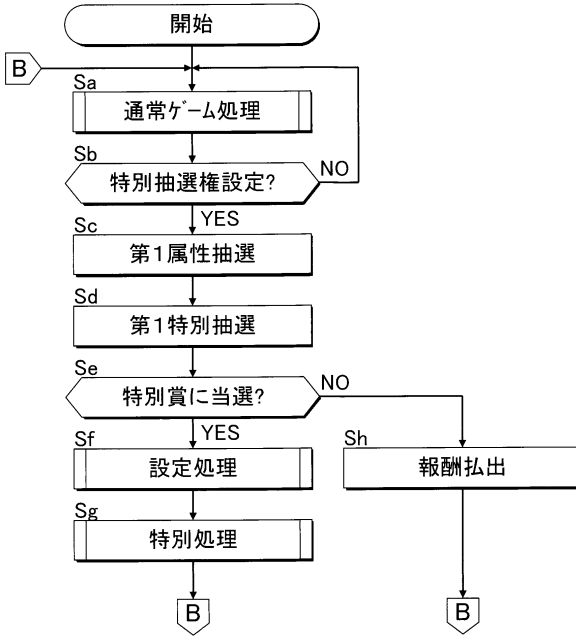 開始
B
Sa
通常ゲーム処理
Sb
特別抽選権設定?
NO
YES
Sc
第1属性抽選
Sd
第1特別抽選
Se
特別賞に当選?
NO
YES
Sf
設定処理
Sh
報酬払出
Sg
特別処理
B
B